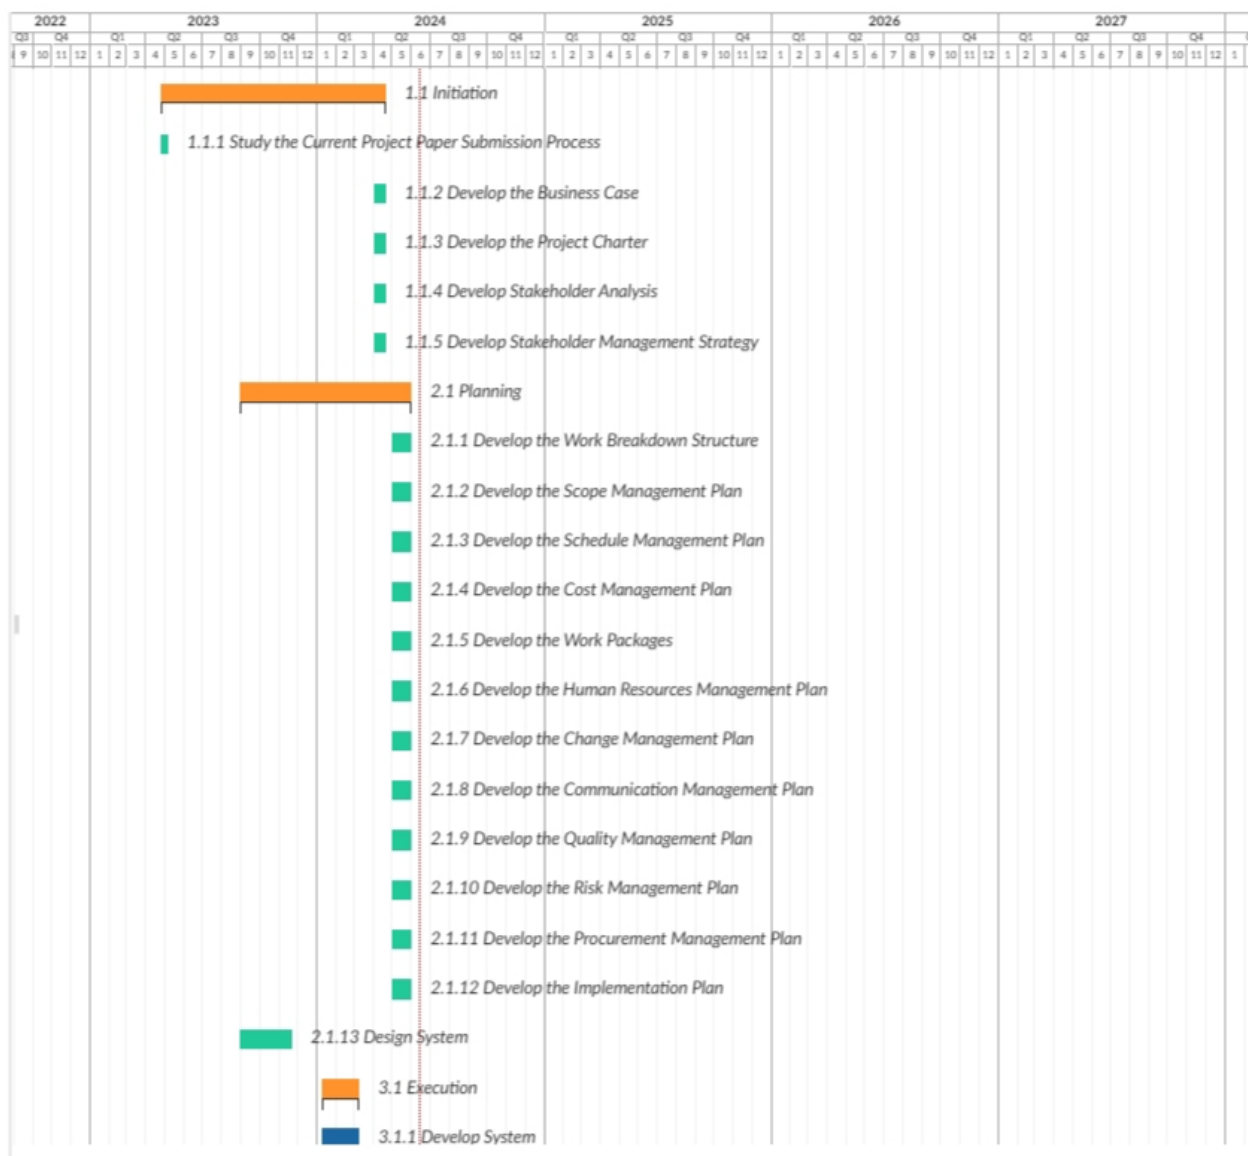 2022 2023 2024 2025 2026 2027
Q3 Q4 Q1 Q2 Q3 Q4 Q1 Q2 Q3 Q4 Q1 Q2 Q3 Q4 Q1 Q2 Q3 Q4 Q1 Q2 Q3 Q4
9 10 11 12 1 2 3 4 5 6 7 8 9 10 11 12 1 2 3 4 5 6 7 8 9 10 11 12 1 2 3 4 5 6 7 8 9 10 11 12 1 2 3 4 5 6 7 8 9 10 11 12 1 2 3 4 5 6 7 8 9 10 11 12 1
1.1 Initiation
1.1.1 Study the Current Project Paper Submission Process
1.1.2 Develop the Business Case
1.1.3 Develop the Project Charter
1.1.4 Develop Stakeholder Analysis
1.1.5 Develop Stakeholder Management Strategy
2.1 Planning
2.1.1 Develop the Work Breakdown Structure
2.1.2 Develop the Scope Management Plan
2.1.3 Develop the Schedule Management Plan
2.1.4 Develop the Cost Management Plan
2.1.5 Develop the Work Packages
2.1.6 Develop the Human Resources Management Plan
2.1.7 Develop the Change Management Plan
2.1.8 Develop the Communication Management Plan
2.1.9 Develop the Quality Management Plan
2.1.10 Develop the Risk Management Plan
2.1.11 Develop the Procurement Management Plan
2.1.12 Develop the Implementation Plan
2.1.13 Design System
3.1 Execution
3.1.1 Develop System